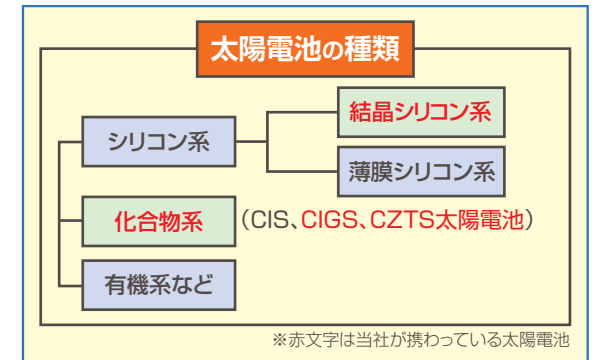 太陽電池の種類
結晶シリコン系
シリコン系
薄膜シリコン系
化合物系 (CIS、CIGS、CZTS太陽電池)
有機系など
※赤文字は当社が携わっている太陽電池